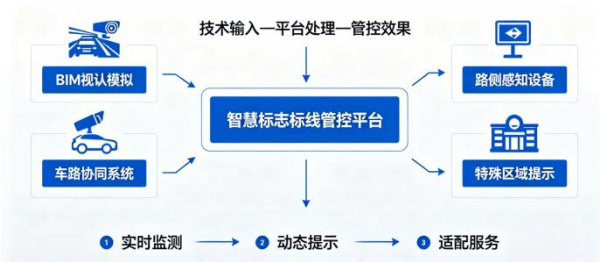 技术输入一平台处理一管控效果
BIM视认模拟
路侧感知设备
智慧标志标线管控平台
车路协同系统
特殊区域提示
1 实时监测
2 动态提示
3 适配服务